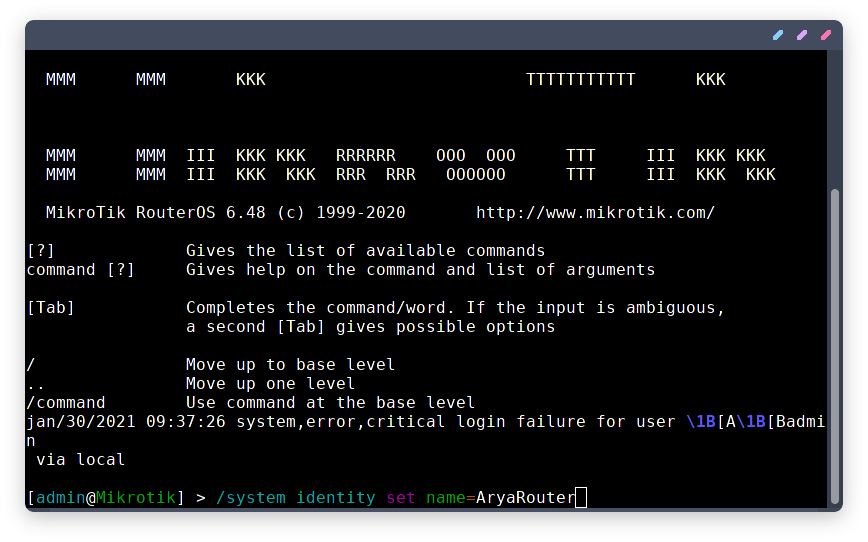 MMM      MMM       KKK                          TTTTTTTTTTT      KKK
MMM      MMM  III  KKK KKK   RRRRRR    OOO  OOO     TTT     III  KKK KKK
MMM      MMM  III  KKK  KKK  RRR  RRR   OOOOOO      TTT     III  KKK  KKK
MikroTik RouterOS 6.48 (c) 1999-2020       http://www.mikrotik.com/
[?]             Gives the list of available commands
command [?]     Gives help on the command and list of arguments
[Tab]           Completes the command/word. If the input is ambiguous,
                a second [Tab] gives possible options
/               Move up to base level
..              Move up one level
/command        Use command at the base level
jan/30/2021 09:37:26 system,error,critical login failure for user \1B[A\1B[Badmi
n
 via local
[admin@Mikrotik] > /system identity set name=AryaRouter